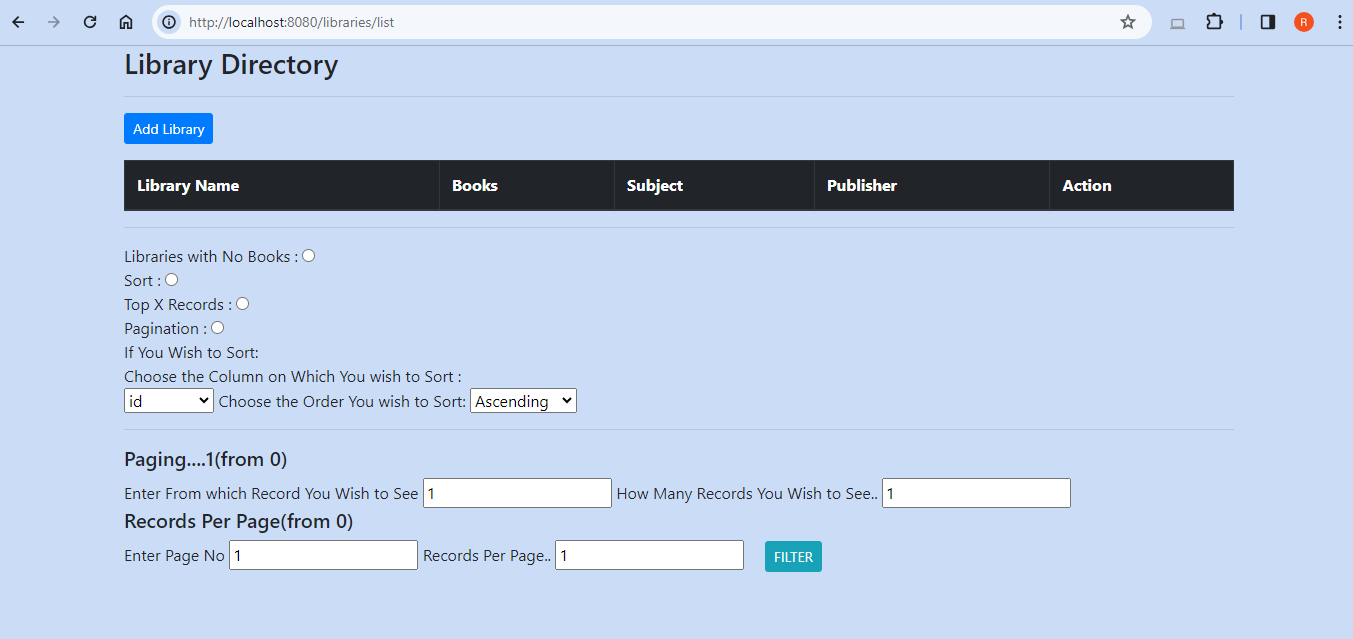 http://localhost:8080/libraries/list
R
Library Directory
Add Library
Library Name Books Subject Publisher Action
Libraries with No Books :
Sort :
Top X Records :
Pagination :
If You Wish to Sort:
Choose the Column on Which You wish to Sort :
id Choose the Order You wish to Sort: Ascending
Paging....1(from 0)
Enter From which Record You Wish to See 1 How Many Records You Wish to See.. 1
Records Per Page(from 0)
Enter Page No 1 Records Per Page.. 1 FILTER